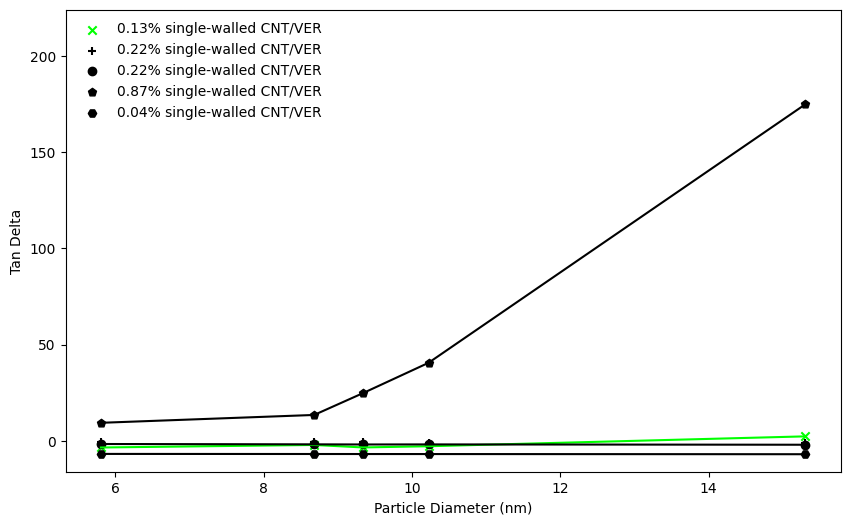 0.13% single-walled CNT/VER
0.22% single-walled CNT/VER
0.22% single-walled CNT/VER
0.87% single-walled CNT/VER
0.04% single-walled CNT/VER
200
150
100
50
0
Tan Delta
6 8 10 12 14
Particle Diameter (nm)